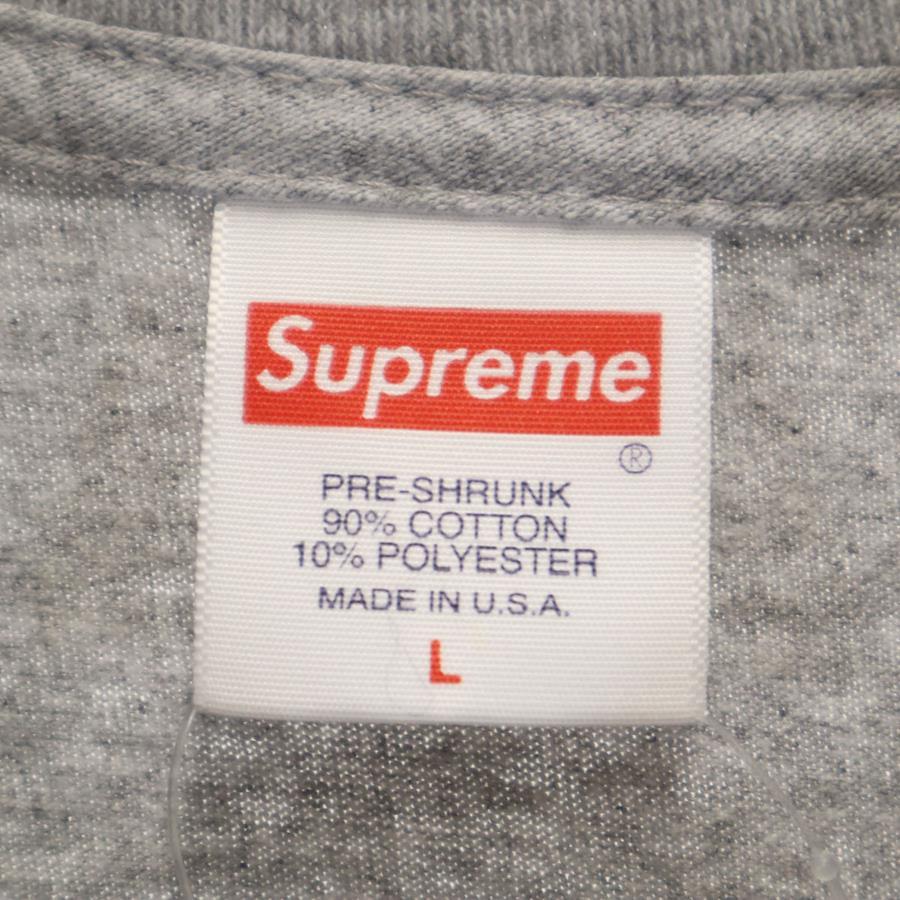 Supreme
®
PRE-SHRUNK
90% COTTON
10% POLYESTER
MADE IN U.S.A.
L